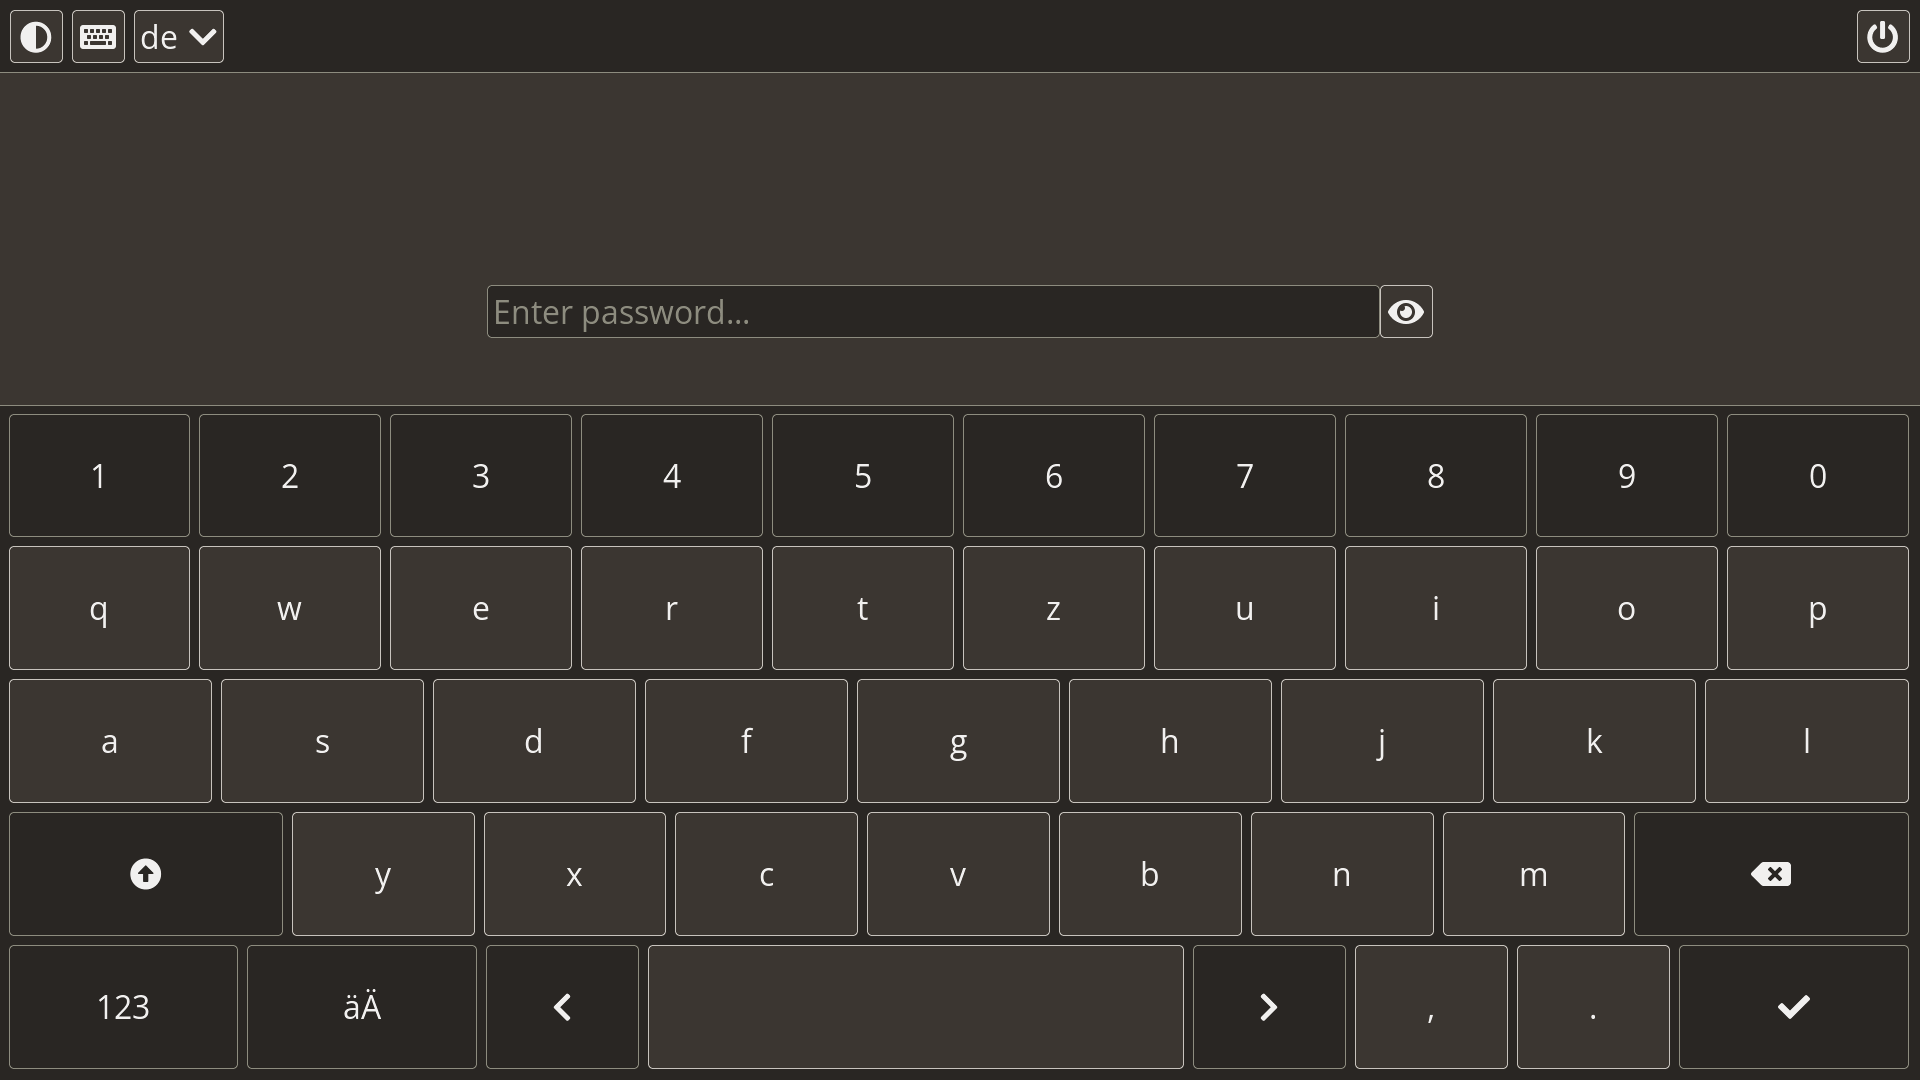 de
Enter password...
1 2 3 4 5 6 7 8 9 0
q w e r t z u i o p
a s d f g h j k l
y x c v b n m
123 äÄ , .